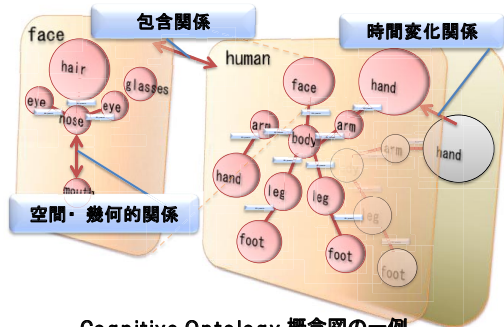 包含関係
時間変化関係
face
human
hair
glasses
eye
eye
nose
mouth
空間・幾何的関係
face
hand
arm
arm
body
hand
leg
leg
foot
foot
arm
hand
leg
foot
Cognitive Ontology 概念図の一例